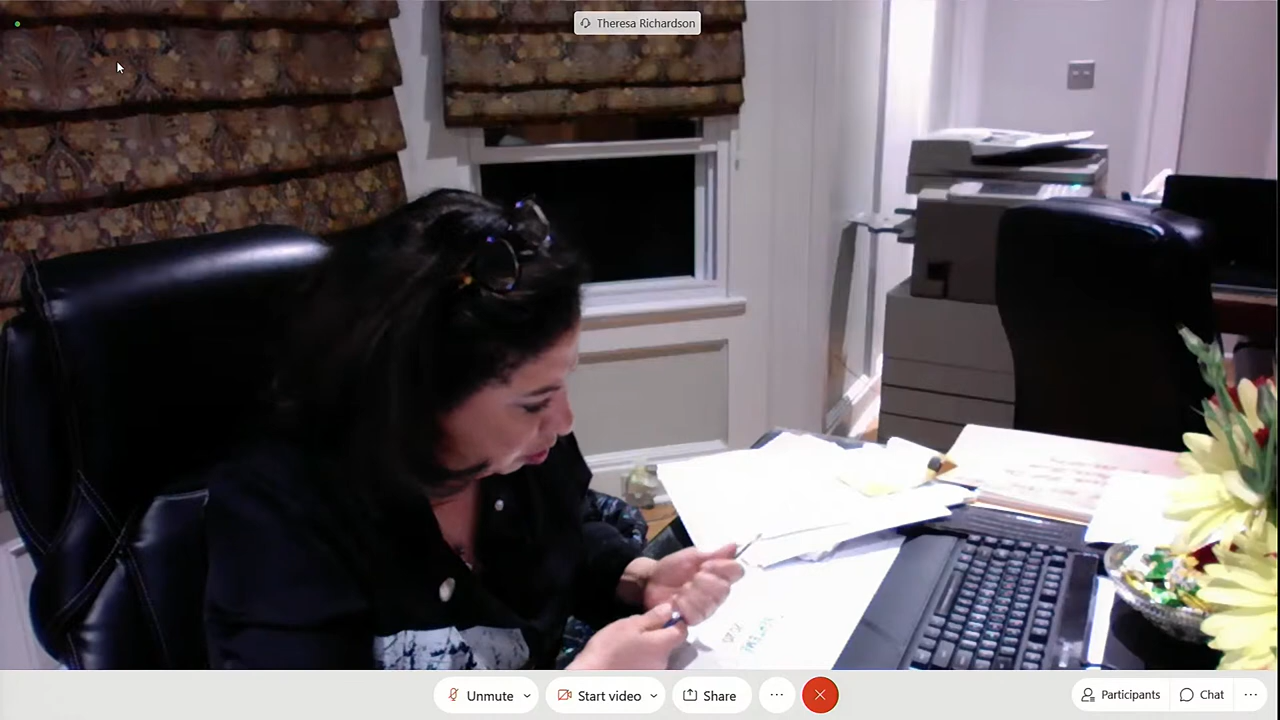 Theresa Richardson
Unmute
Start video
Share
Participants
Chat